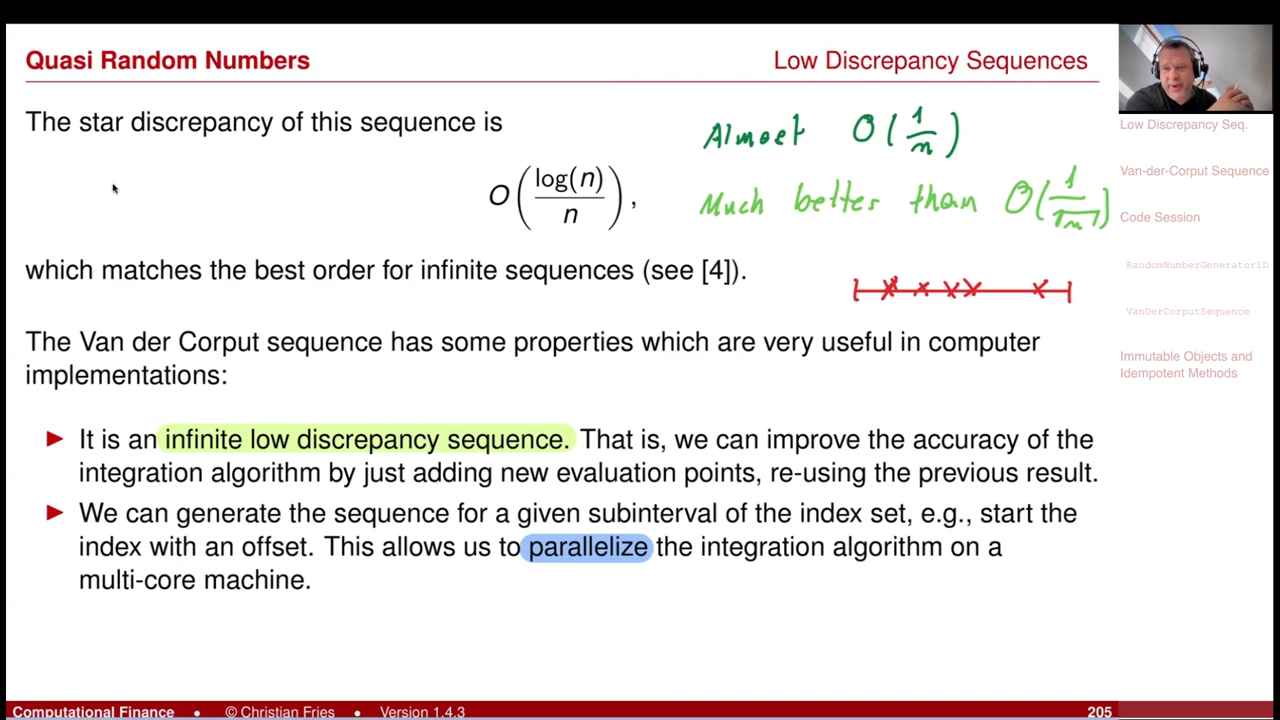 Quasi Random Numbers
Low Discrepancy Sequences
The star discrepancy of this sequence is
O(log(n)/n),
Almost O(1/n)
Much better than O(1/√n)
which matches the best order for infinite sequences (see [4]).
The Van der Corput sequence has some properties which are very useful in computer
implementations:
► It is an infinite low discrepancy sequence. That is, we can improve the accuracy of the
integration algorithm by just adding new evaluation points, re-using the previous result.
► We can generate the sequence for a given subinterval of the index set, e.g., start the
index with an offset. This allows us to parallelize the integration algorithm on a
multi-core machine.
Low Discrepancy Seq.
Van-der-Corput Sequence
Code Session
RandomNumberGenerator1D
VanDerCorputSequence
Immutable Objects and
Idempotent Methods
Computational Finance • © Christian Fries • Version 1.4.3
205